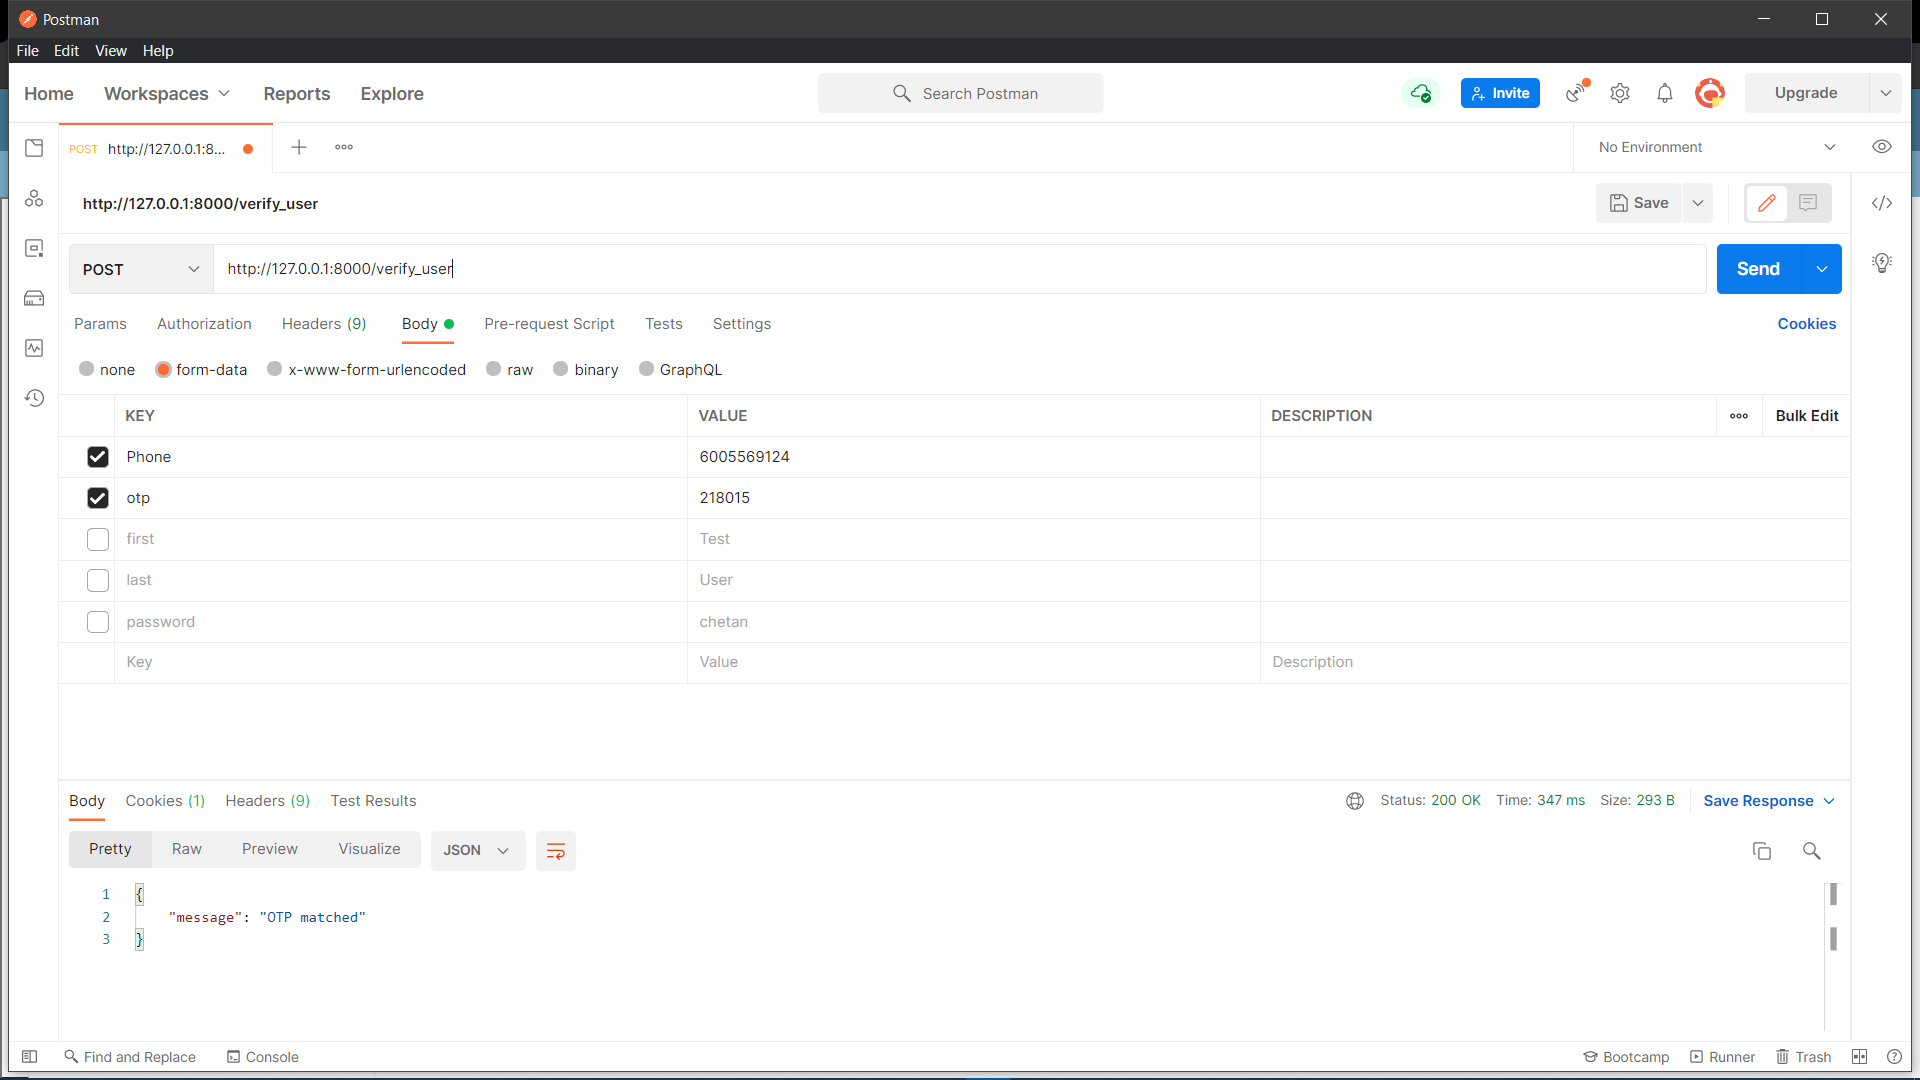 Postman
File Edit View Help
Home Workspaces Reports Explore Search Postman Invite Upgrade
POST http://127.0.0.1:8... No Environment
http://127.0.0.1:8000/verify_user Save
POST http://127.0.0.1:8000/verify_user Send
Params Authorization Headers (9) Body Pre-request Script Tests Settings Cookies
none form-data x-www-form-urlencoded raw binary GraphQL
KEY VALUE DESCRIPTION Bulk Edit
Phone 6005569124
otp 218015
first Test
last User
password chetan
Key Value Description
Body Cookies (1) Headers (9) Test Results Status: 200 OK Time: 347 ms Size: 293 B Save Response
Pretty Raw Preview Visualize JSON
1 {
2 "message": "OTP matched"
3 }
Find and Replace Console Bootcamp Runner Trash